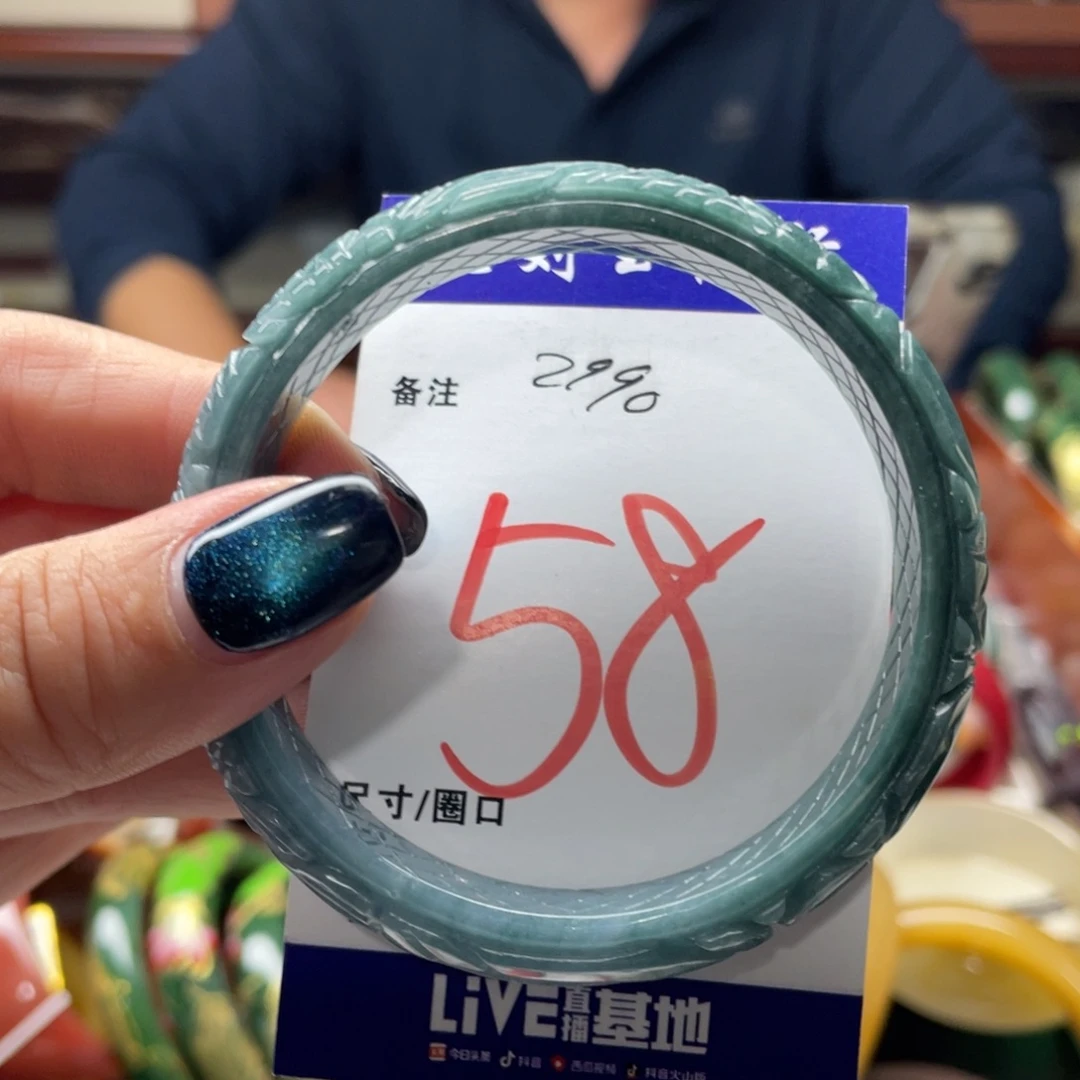 备注 2990
58
尺寸/圈口
LiVE直播基地
今日头条 抖音 西瓜视频 抖音火山版